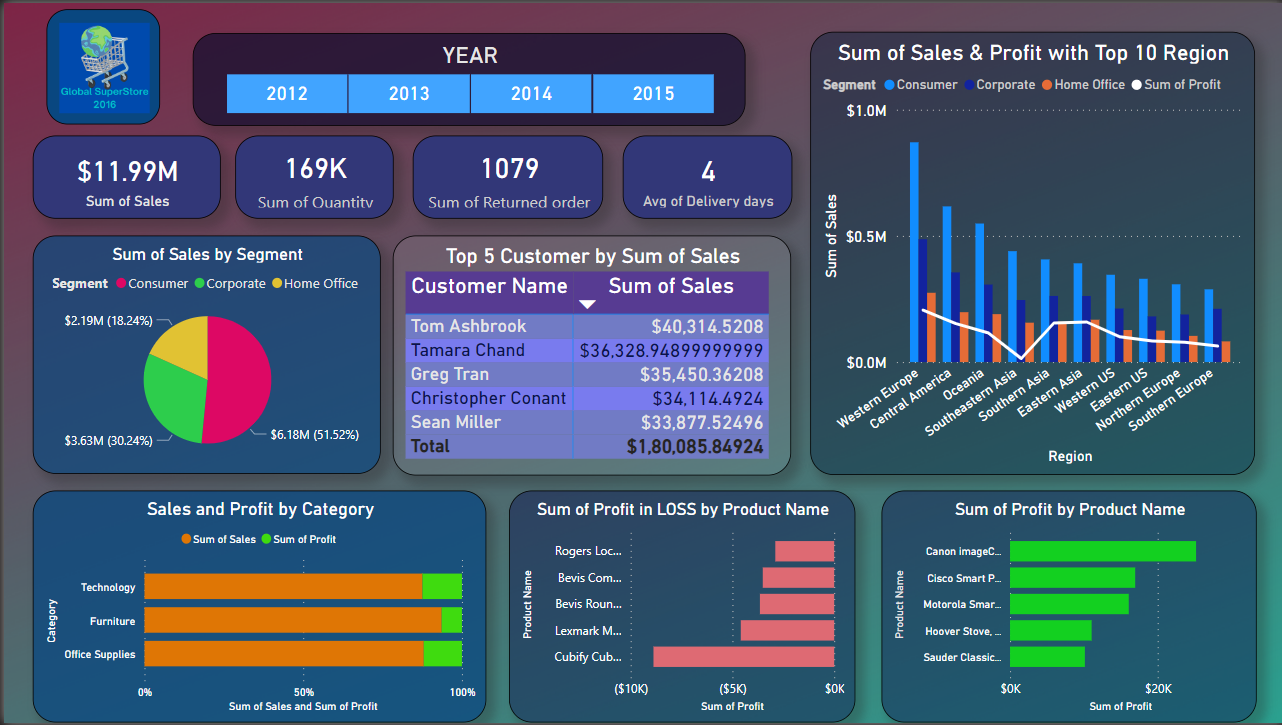 Global SuperStore
2016
YEAR
2012 2013 2014 2015
$11.99M
Sum of Sales
169K
Sum of Quantity
1079
Sum of Returned order
4
Avg of Delivery days
Sum of Sales & Profit with Top 10 Region
Segment Consumer Corporate Home Office Sum of Profit
$1.0M
$0.5M
$0.0M
Sum of Sales
Western Europe
Central America
Oceania
Southeastern Asia
Southern Asia
Eastern Asia
Western US
Eastern US
Northern Europe
Southern Europe
Region
Sum of Sales by Segment
Segment Consumer Corporate Home Office
$2.19M (18.24%)
$3.63M (30.24%)
$6.18M (51.52%)
Top 5 Customer by Sum of Sales
Customer Name Sum of Sales
Tom Ashbrook $40,314.5208
Tamara Chand $36,328.94899999999
Greg Tran $35,450.36208
Christopher Conant $34,114.4924
Sean Miller $33,877.52496
Total $1,80,085.84924
Sales and Profit by Category
Sum of Sales Sum of Profit
Category
Technology
Furniture
Office Supplies
0% 50% 100%
Sum of Sales and Sum of Profit
Sum of Profit in LOSS by Product Name
Product Name
Rogers Loc...
Bevis Com...
Bevis Roun...
Lexmark M...
Cubify Cub...
($10K) ($5K) $0K
Sum of Profit
Sum of Profit by Product Name
Product Name
Canon imageC...
Cisco Smart P...
Motorola Smar...
Hoover Stove, ...
Sauder Classic...
$0K $20K
Sum of Profit